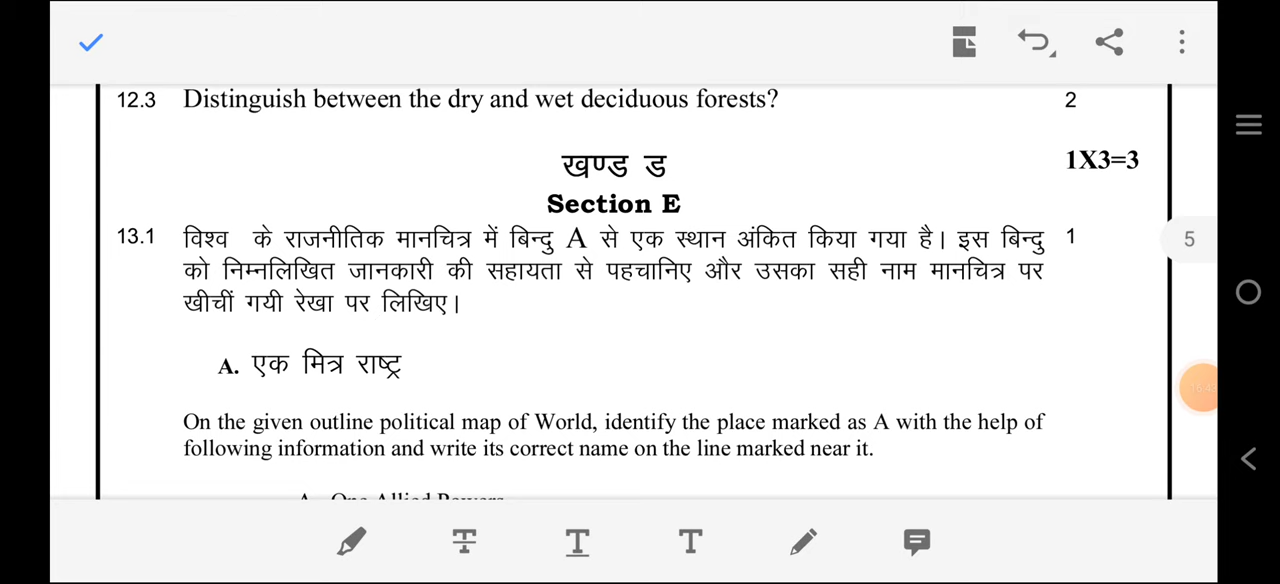 12.3 Distinguish between the dry and wet deciduous forests? 2
खण्ड ड 1X3=3
Section E
13.1 विश्व के राजनीतिक मानचित्र में बिन्दु A से एक स्थान अंकित किया गया है। इस बिन्दु 1
को निम्नलिखित जानकारी की सहायता से पहचानिए और उसका सही नाम मानचित्र पर
खीचीं गयी रेखा पर लिखिए।
5
A. एक मित्र राष्ट्र
On the given outline political map of World, identify the place marked as A with the help of
following information and write its correct name on the line marked near it.
A. One Allied Powers